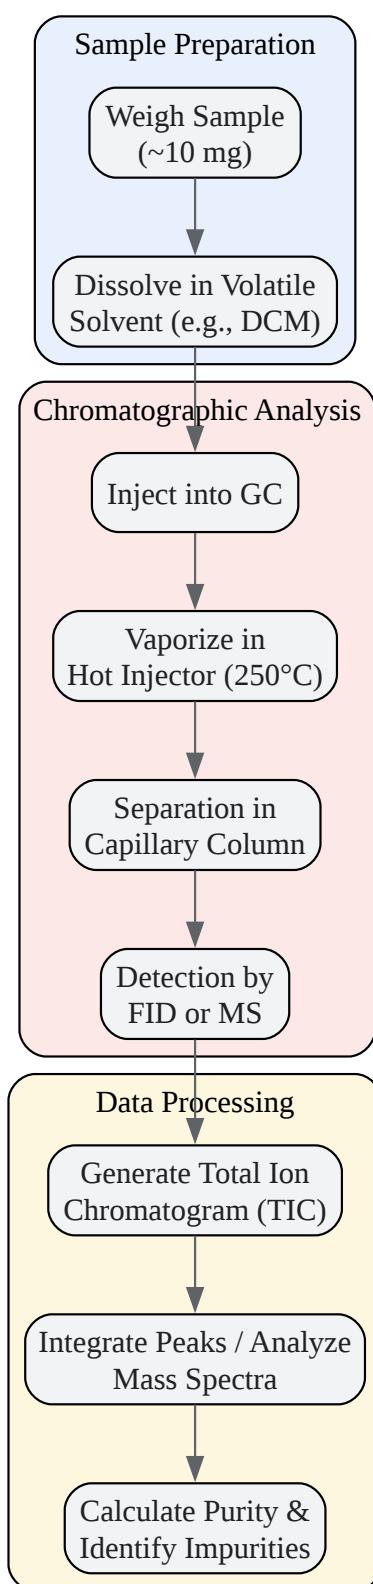 Sample Preparation
Weigh Sample
(~10 mg)
Dissolve in Volatile
Solvent (e.g., DCM)
Chromatographic Analysis
Inject into GC
Vaporize in
Hot Injector (250°C)
Separation in
Capillary Column
Detection by
FID or MS
Data Processing
Generate Total Ion
Chromatogram (TIC)
Integrate Peaks / Analyze
Mass Spectra
Calculate Purity &
Identify Impurities